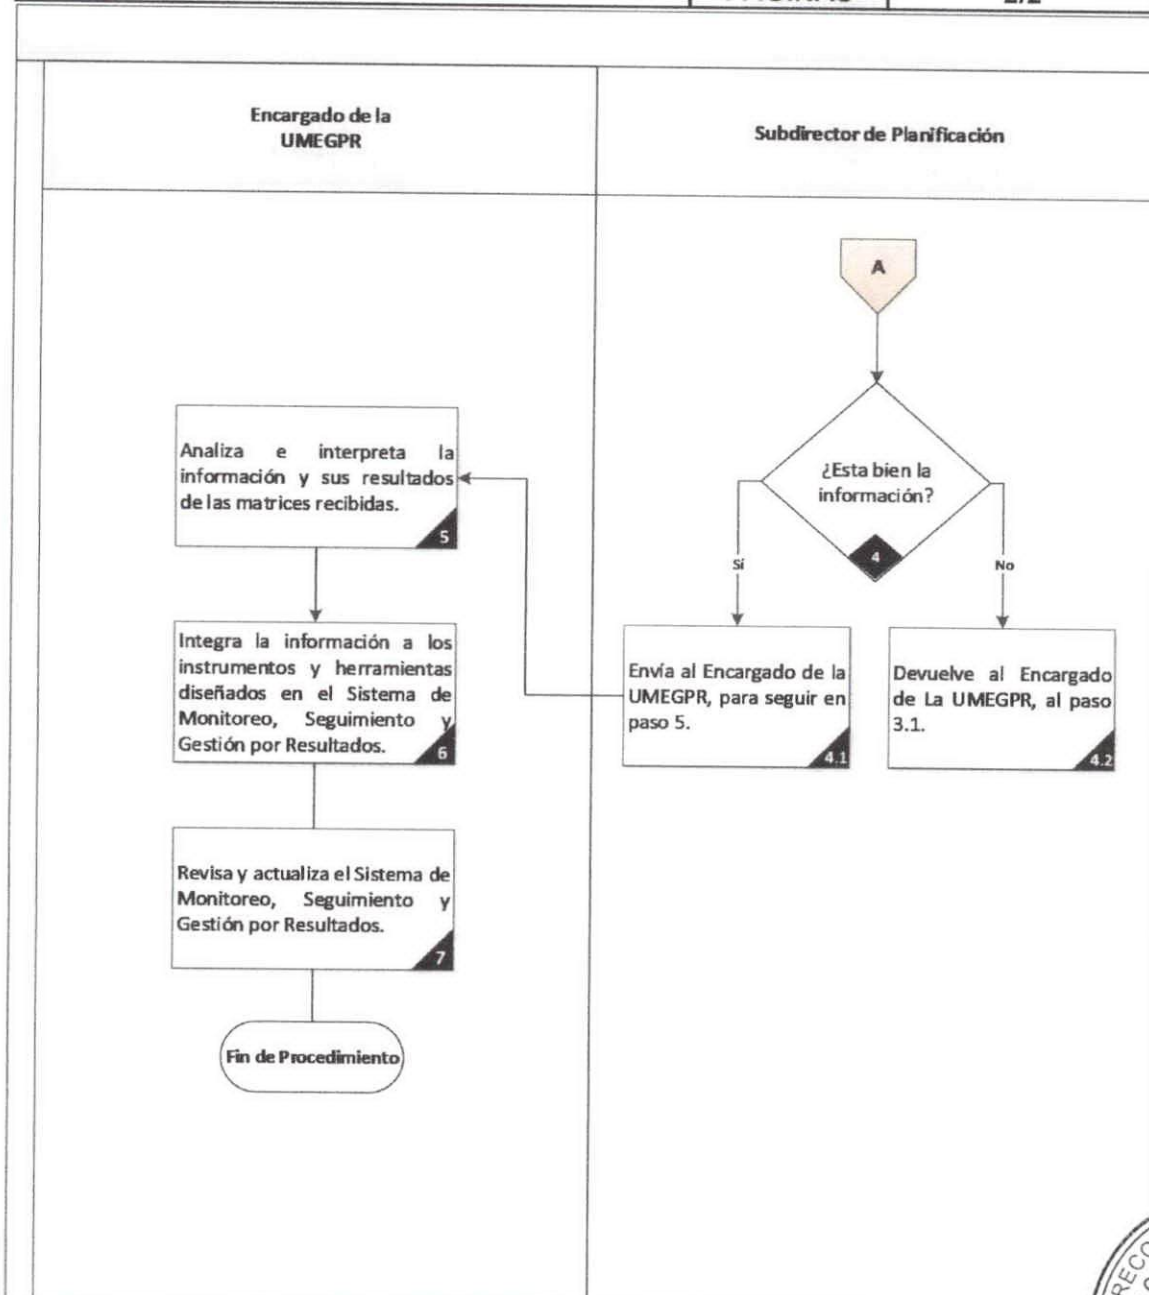 Encargado de la
UMEGPR
Subdirector de Planificación
A
¿Esta bien la
información?
4
Sí
No
Analiza e interpreta la
información y sus resultados
de las matrices recibidas.
5
Integra la información a los
instrumentos y herramientas
diseñados en el Sistema de
Monitoreo, Seguimiento y
Gestión por Resultados.
6
Envía al Encargado de la
UMEGPR, para seguir en
paso 5.
4.1
Devuelve al Encargado
de La UMEGPR, al paso
3.1.
4.2
Revisa y actualiza el Sistema de
Monitoreo, Seguimiento y
Gestión por Resultados.
7
Fin de Procedimiento